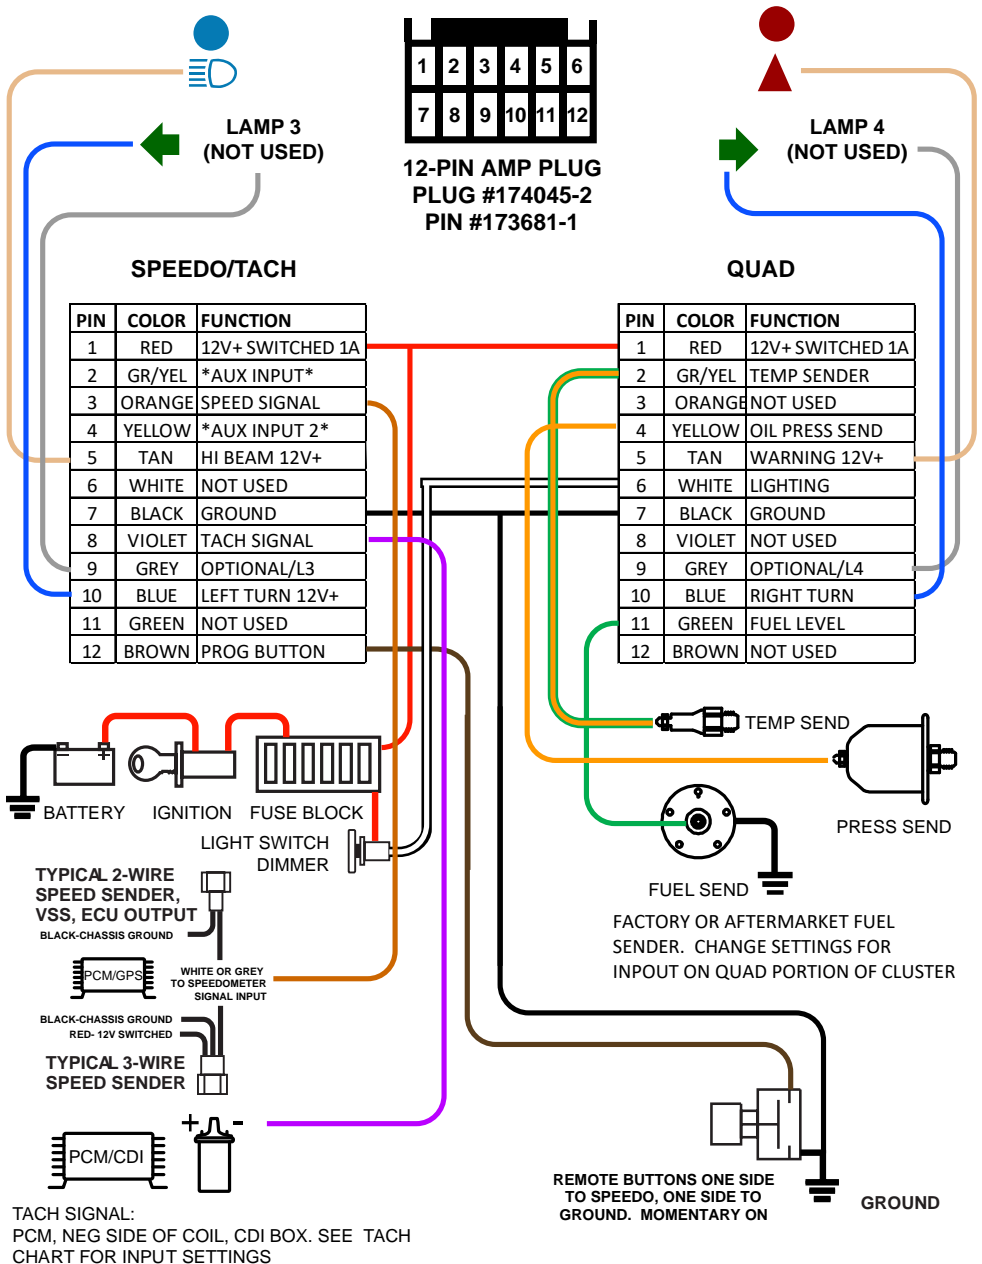 1 2 3 4 5 6
7 8 9 10 11 12
12-PIN AMP PLUG
PLUG #174045-2
PIN #173681-1
LAMP 3
(NOT USED)
LAMP 4
(NOT USED)
SPEEDO/TACH
PIN COLOR FUNCTION
1 RED 12V+ SWITCHED 1A
2 GR/YEL *AUX INPUT*
3 ORANGE SPEED SIGNAL
4 YELLOW *AUX INPUT 2*
5 TAN HI BEAM 12V+
6 WHITE NOT USED
7 BLACK GROUND
8 VIOLET TACH SIGNAL
9 GREY OPTIONAL/L3
10 BLUE LEFT TURN 12V+
11 GREEN NOT USED
12 BROWN PROG BUTTON
QUAD
PIN COLOR FUNCTION
1 RED 12V+ SWITCHED 1A
2 GR/YEL TEMP SENDER
3 ORANGE NOT USED
4 YELLOW OIL PRESS SEND
5 TAN WARNING 12V+
6 WHITE LIGHTING
7 BLACK GROUND
8 VIOLET NOT USED
9 GREY OPTIONAL/L4
10 BLUE RIGHT TURN
11 GREEN FUEL LEVEL
12 BROWN NOT USED
− +
BATTERY
IGNITION
FUSE BLOCK
LIGHT SWITCH
DIMMER
TEMP SEND
PRESS SEND
FUEL SEND
FACTORY OR AFTERMARKET FUEL
SENDER. CHANGE SETTINGS FOR
INPOUT ON QUAD PORTION OF CLUSTER
TYPICAL 2-WIRE
SPEED SENDER,
VSS, ECU OUTPUT
BLACK-CHASSIS GROUND
PCM/GPS
WHITE OR GREY
TO SPEEDOMETER
SIGNAL INPUT
BLACK-CHASSIS GROUND
RED- 12V SWITCHED
TYPICAL 3-WIRE
SPEED SENDER
+ -
PCM/CDI
TACH SIGNAL:
PCM, NEG SIDE OF COIL, CDI BOX. SEE TACH
CHART FOR INPUT SETTINGS
REMOTE BUTTONS ONE SIDE
TO SPEEDO, ONE SIDE TO
GROUND. MOMENTARY ON
GROUND